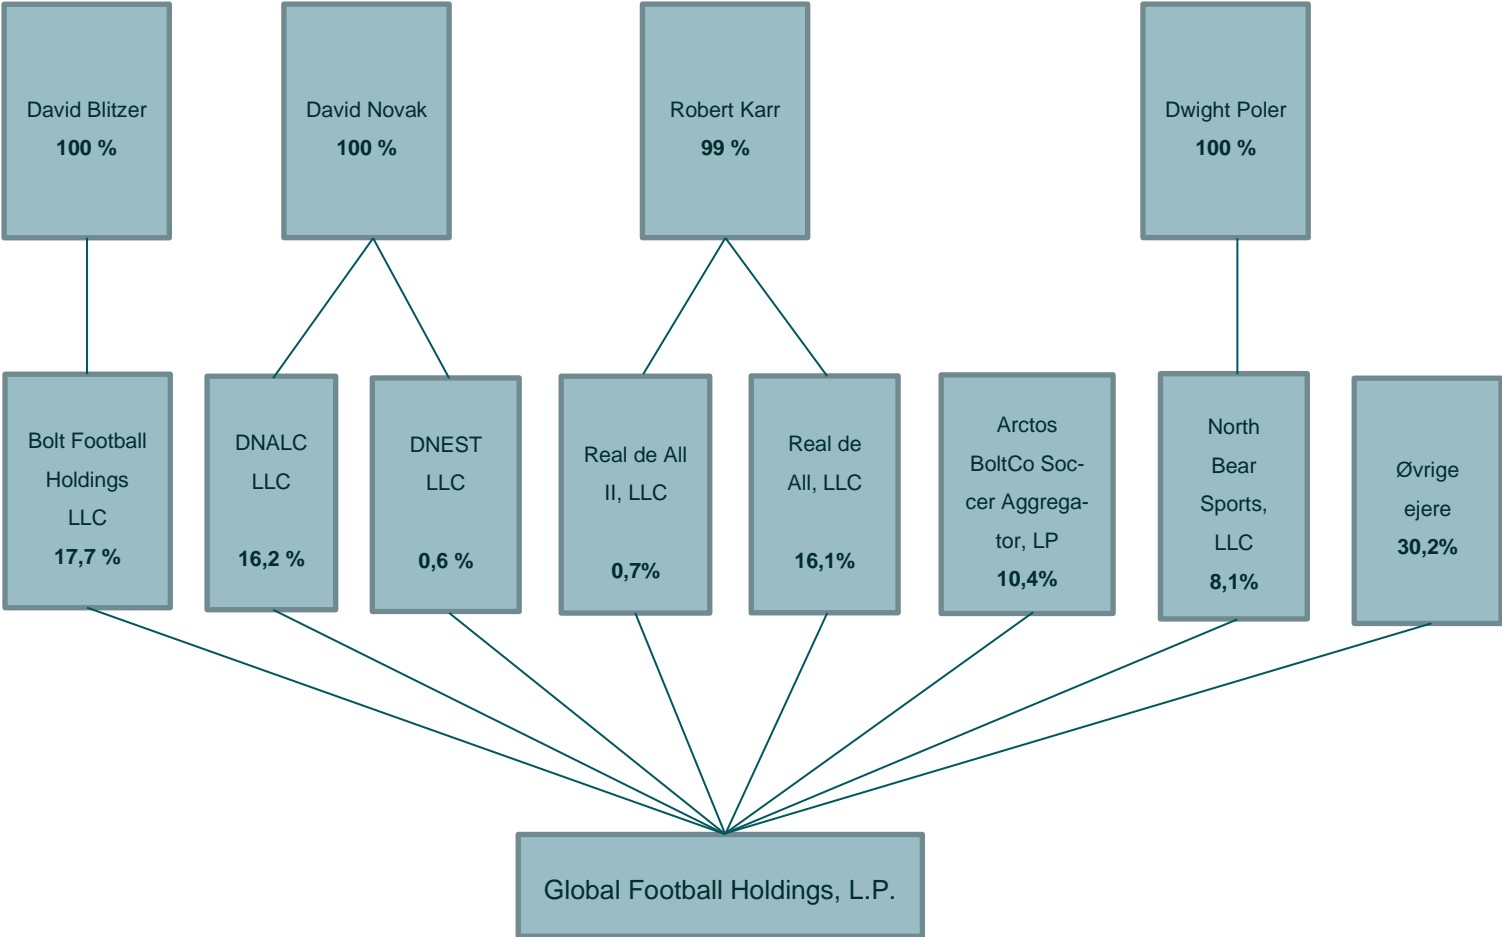 David Blitzer
100 %
David Novak
100 %
Robert Karr
99 %
Dwight Poler
100 %
Bolt Football
Holdings
LLC
17,7 %
DNALC
LLC
16,2 %
DNEST
LLC
0,6 %
Real de All
II, LLC
0,7%
Real de
All, LLC
16,1%
Arctos
BoltCo Soc-
cer Aggrega-
tor, LP
10,4%
North
Bear
Sports,
LLC
8,1%
Øvrige
ejere
30,2%
Global Football Holdings, L.P.